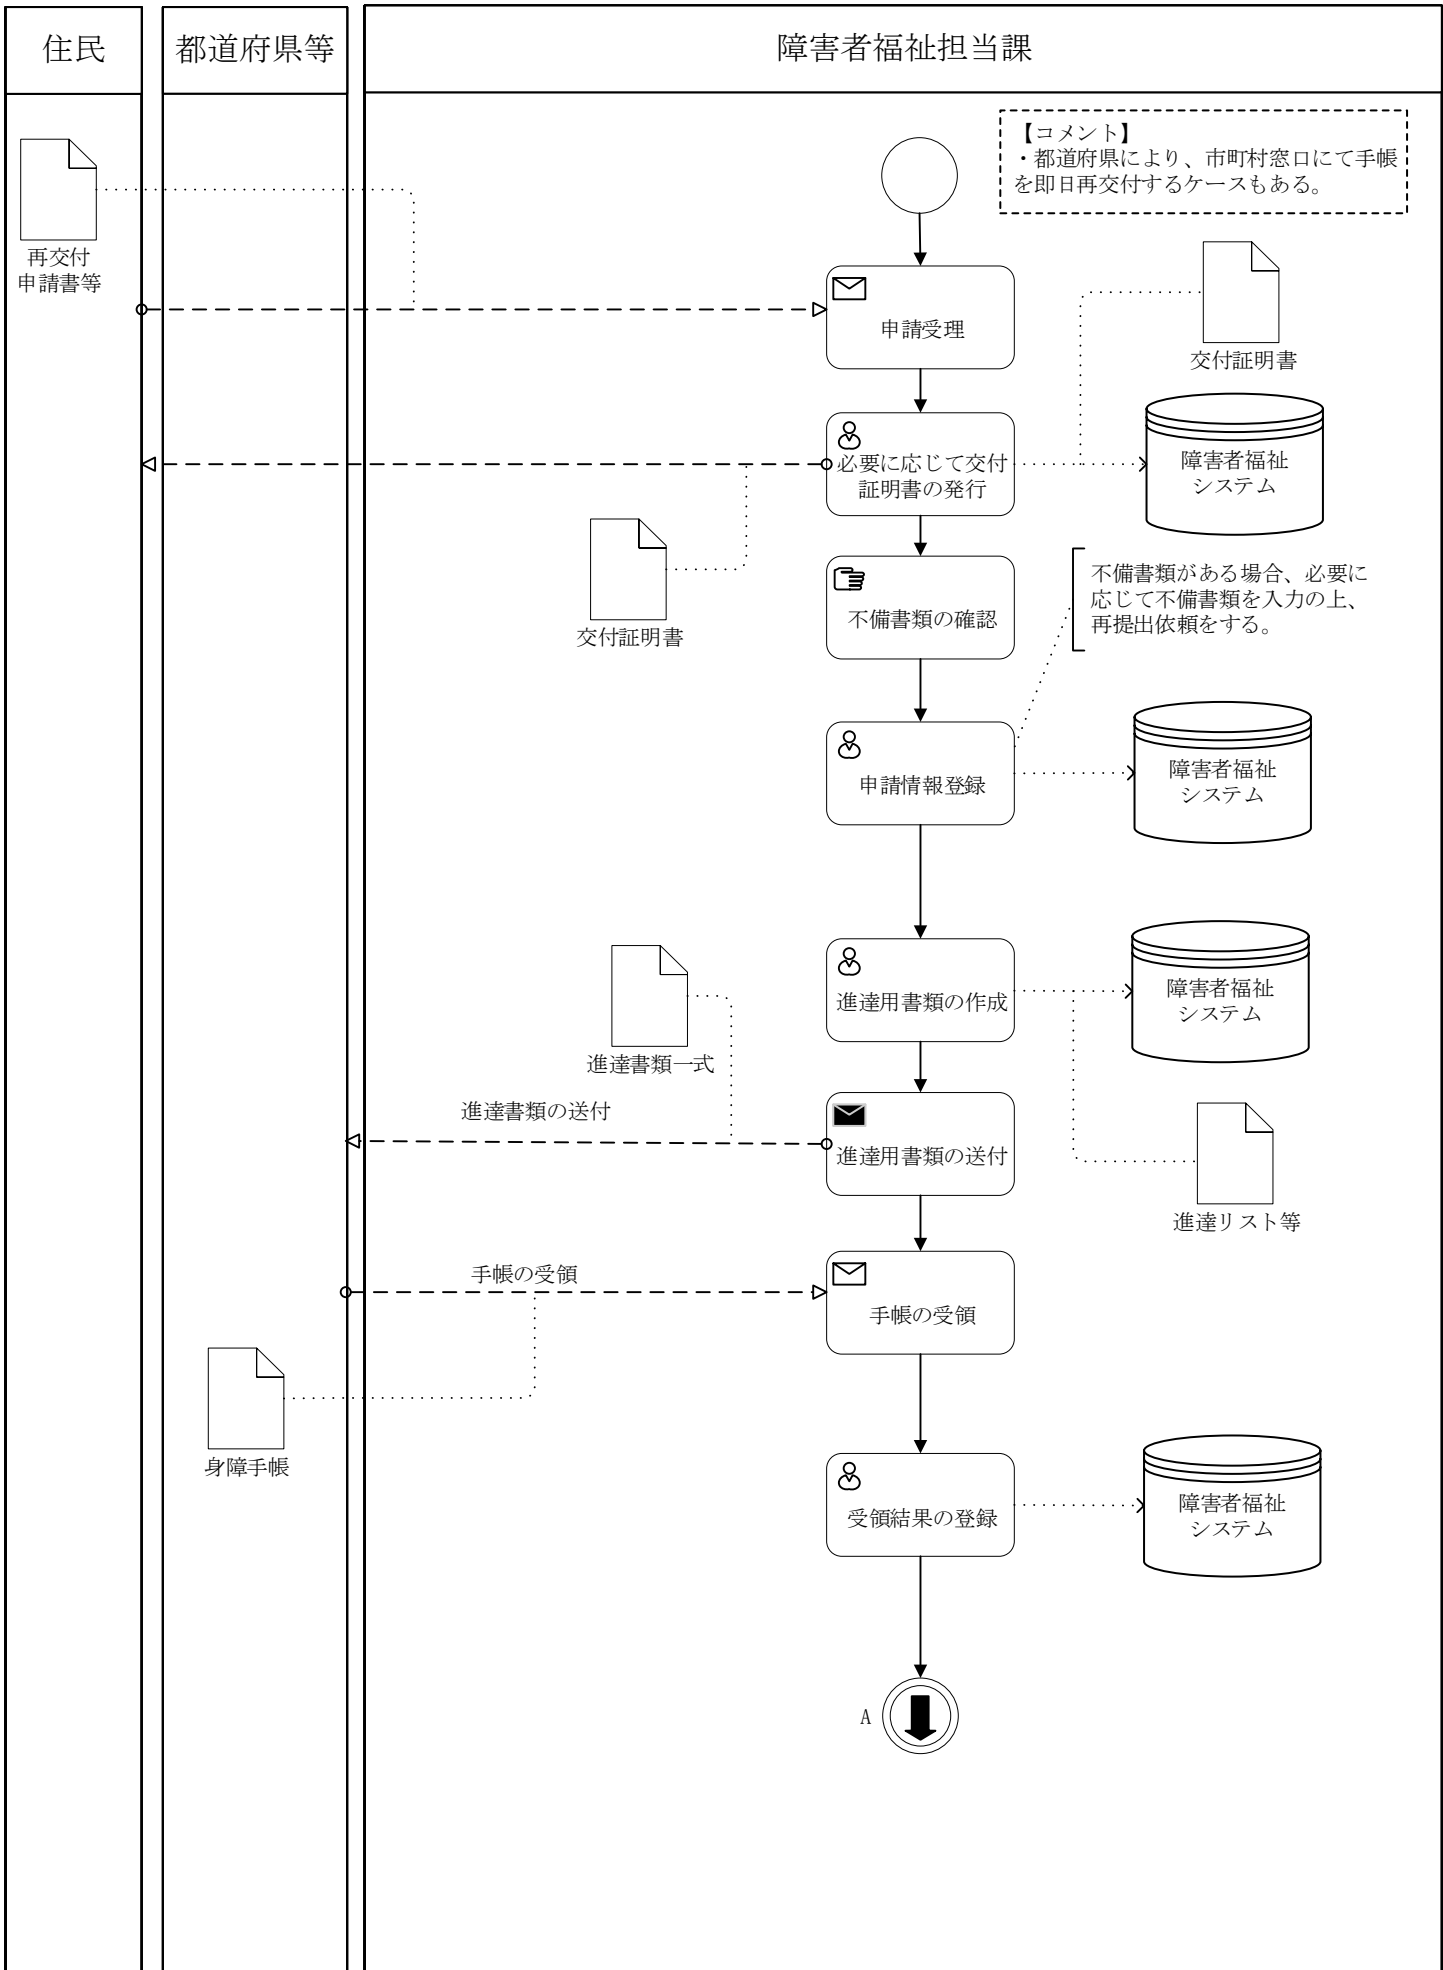 住民
都道府県等
障害者福祉担当課
【コメント】
・都道府県により、市町村窓口にて手帳
を即日再交付するケースもある。
再交付
申請書等
申請受理
交付証明書
必要に応じて交付
証明書の発行
障害者福祉
システム
交付証明書
不備書類の確認
不備書類がある場合、必要に
応じて不備書類を入力の上、
再提出依頼をする。
申請情報登録
障害者福祉
システム
進達用書類の作成
障害者福祉
システム
進達書類一式
進達書類の送付
進達用書類の送付
進達リスト等
手帳の受領
手帳の受領
身障手帳
受領結果の登録
障害者福祉
システム
A